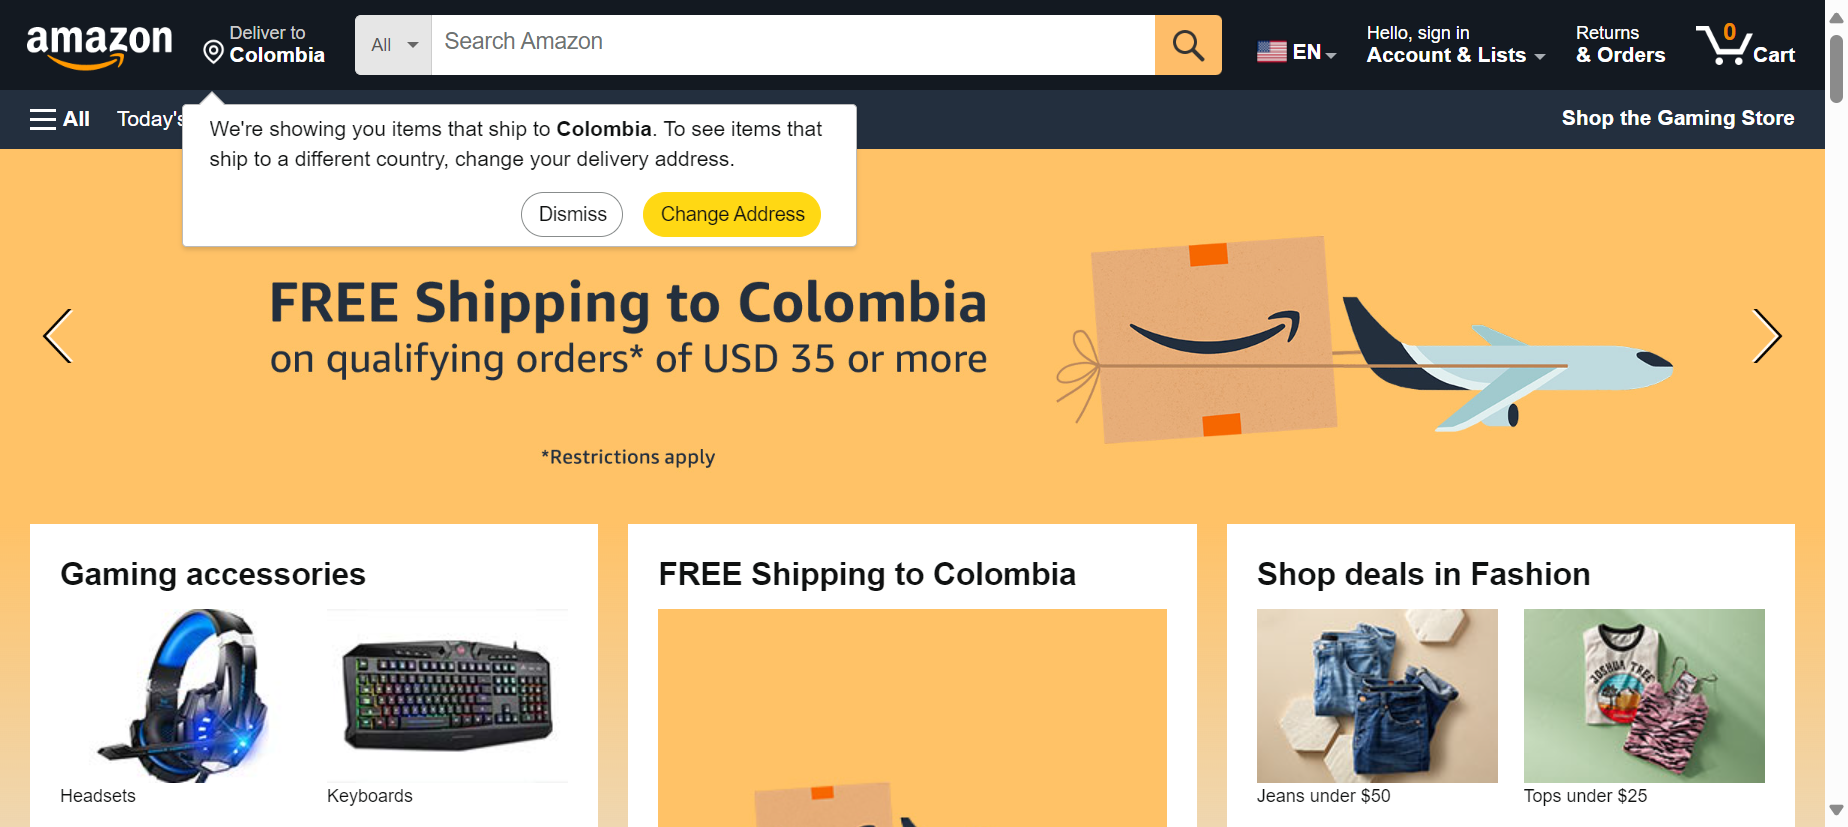 amazon
Deliver to
Colombia
All
Search Amazon
EN
Hello, sign in
Account & Lists
Returns
& Orders
0
Cart
All
Today's
Shop the Gaming Store
We're showing you items that ship to Colombia. To see items that
ship to a different country, change your delivery address.
Dismiss
Change Address
FREE Shipping to Colombia
on qualifying orders* of USD 35 or more
*Restrictions apply
Gaming accessories
Headsets
Keyboards
FREE Shipping to Colombia
Shop deals in Fashion
JOSHUA TREE
Jeans under $50
Tops under $25